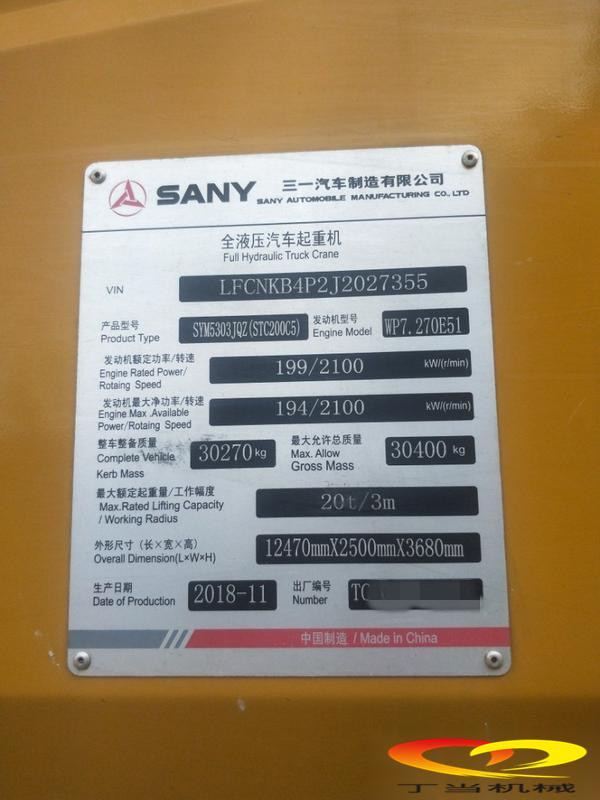 SANY 三一汽车制造有限公司
SANY AUTOMOBILE MANUFACTURING CO., LTD
全液压汽车起重机
Full Hydraulic Truck Crane
VIN LFCNKB4P2J2027355
产品型号 SYM5303JQZ(STC200C5) 发动机型号 WP7.270E51
Product Type Engine Model
发动机额定功率/转速
Engine Rated Power/ 199/2100 kW/(r/min)
Rotaing Speed
发动机最大净功率/转速
Engine Max .Available 194/2100 kW/(r/min)
Power/Rotaing Speed
整车整备质量 最大允许总质量
Complete Vehicle 30270 kg Max. Allow 30400 kg
Kerb Mass Gross Mass
最大额定起重量/工作幅度
Max.Rated Lifting Capacity 20t/3m
/ Working Radius
外形尺寸（长×宽×高） 12470mmX2500mmX3680mm
Overall Dimension(L×W×H)
生产日期 2018-11 出厂编号 TC
Date of Production Number
中国制造 / Made in China
丁当机械